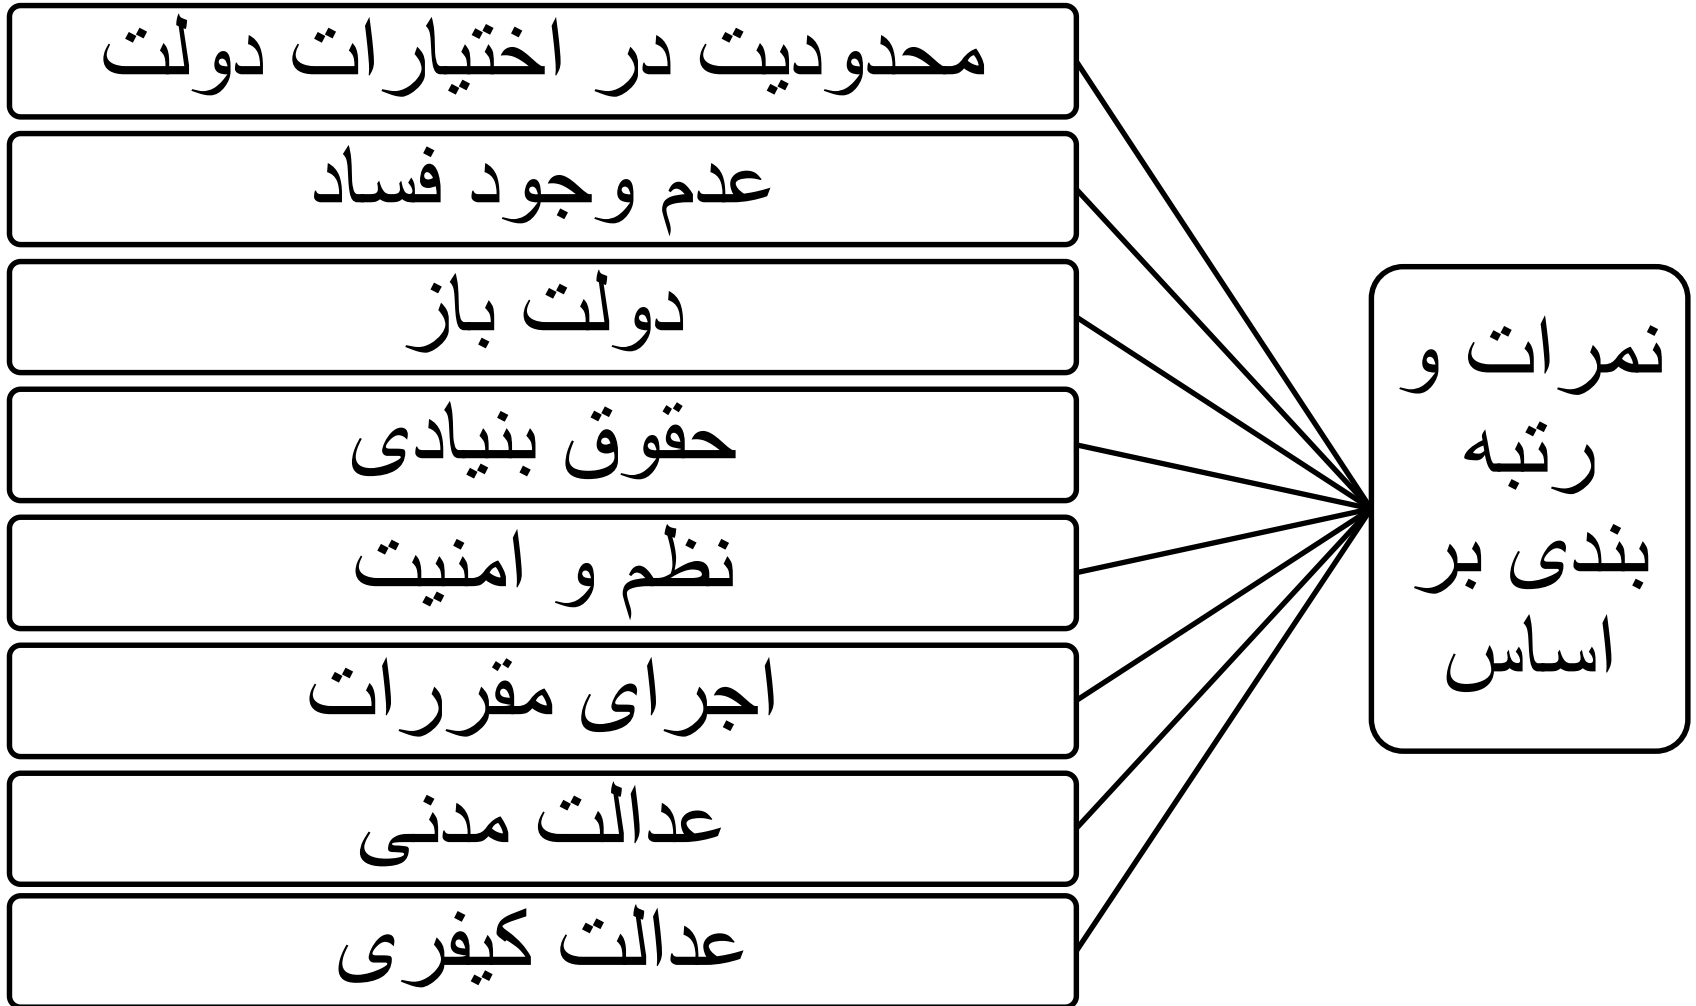 نمرات و
رتبه
بندی بر
اساس
محدودیت در اختیارات دولت
عدم وجود فساد
دولت باز
حقوق بنیادی
نظم و امنیت
اجرای مقررات
عدالت مدنی
عدالت کیفری